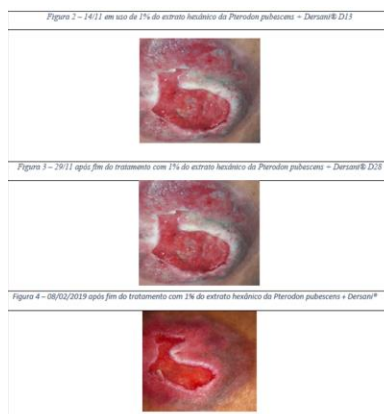 Figura 2 – 14/11 em uso de 1% do extrato hexânico da Pterodon pubescens + Dersani® D13
Figura 3 – 29/11 após fim do tratamento com 1% do extrato hexânico da Pterodon pubescens + Dersani® D28
Figura 4 – 08/02/2019 após fim do tratamento com 1% do extrato hexânico da Pterodon pubescens + Dersani®